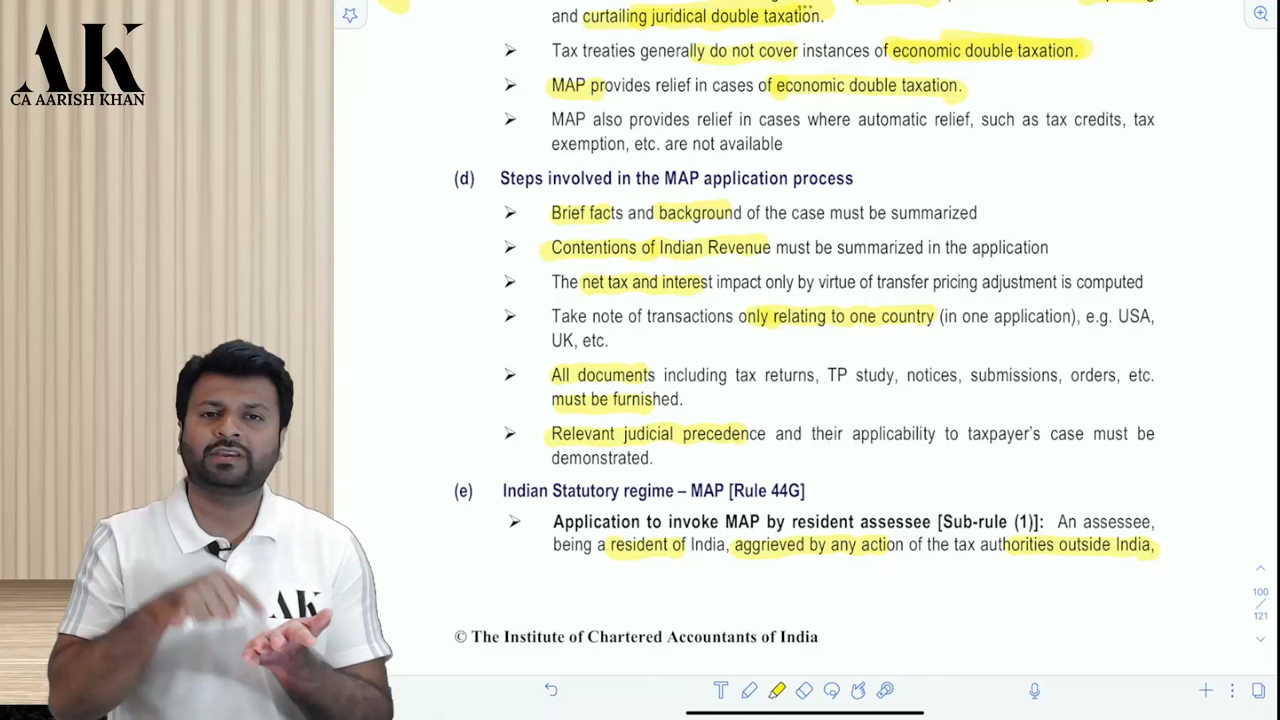 AK
CA AARISH KHAN
and curtailing juridical double taxation.
➢ Tax treaties generally do not cover instances of economic double taxation.
➢ MAP provides relief in cases of economic double taxation.
➢ MAP also provides relief in cases where automatic relief, such as tax credits, tax
exemption, etc. are not available
(d) Steps involved in the MAP application process
➢ Brief facts and background of the case must be summarized
➢ Contentions of Indian Revenue must be summarized in the application
➢ The net tax and interest impact only by virtue of transfer pricing adjustment is computed
➢ Take note of transactions only relating to one country (in one application), e.g. USA,
UK, etc.
➢ All documents including tax returns, TP study, notices, submissions, orders, etc.
must be furnished.
➢ Relevant judicial precedence and their applicability to taxpayer's case must be
demonstrated.
(e) Indian Statutory regime – MAP [Rule 44G]
➢ Application to invoke MAP by resident assessee [Sub-rule (1)]: An assessee,
being a resident of India, aggrieved by any action of the tax authorities outside India,
© The Institute of Chartered Accountants of India
AK
100
/
121